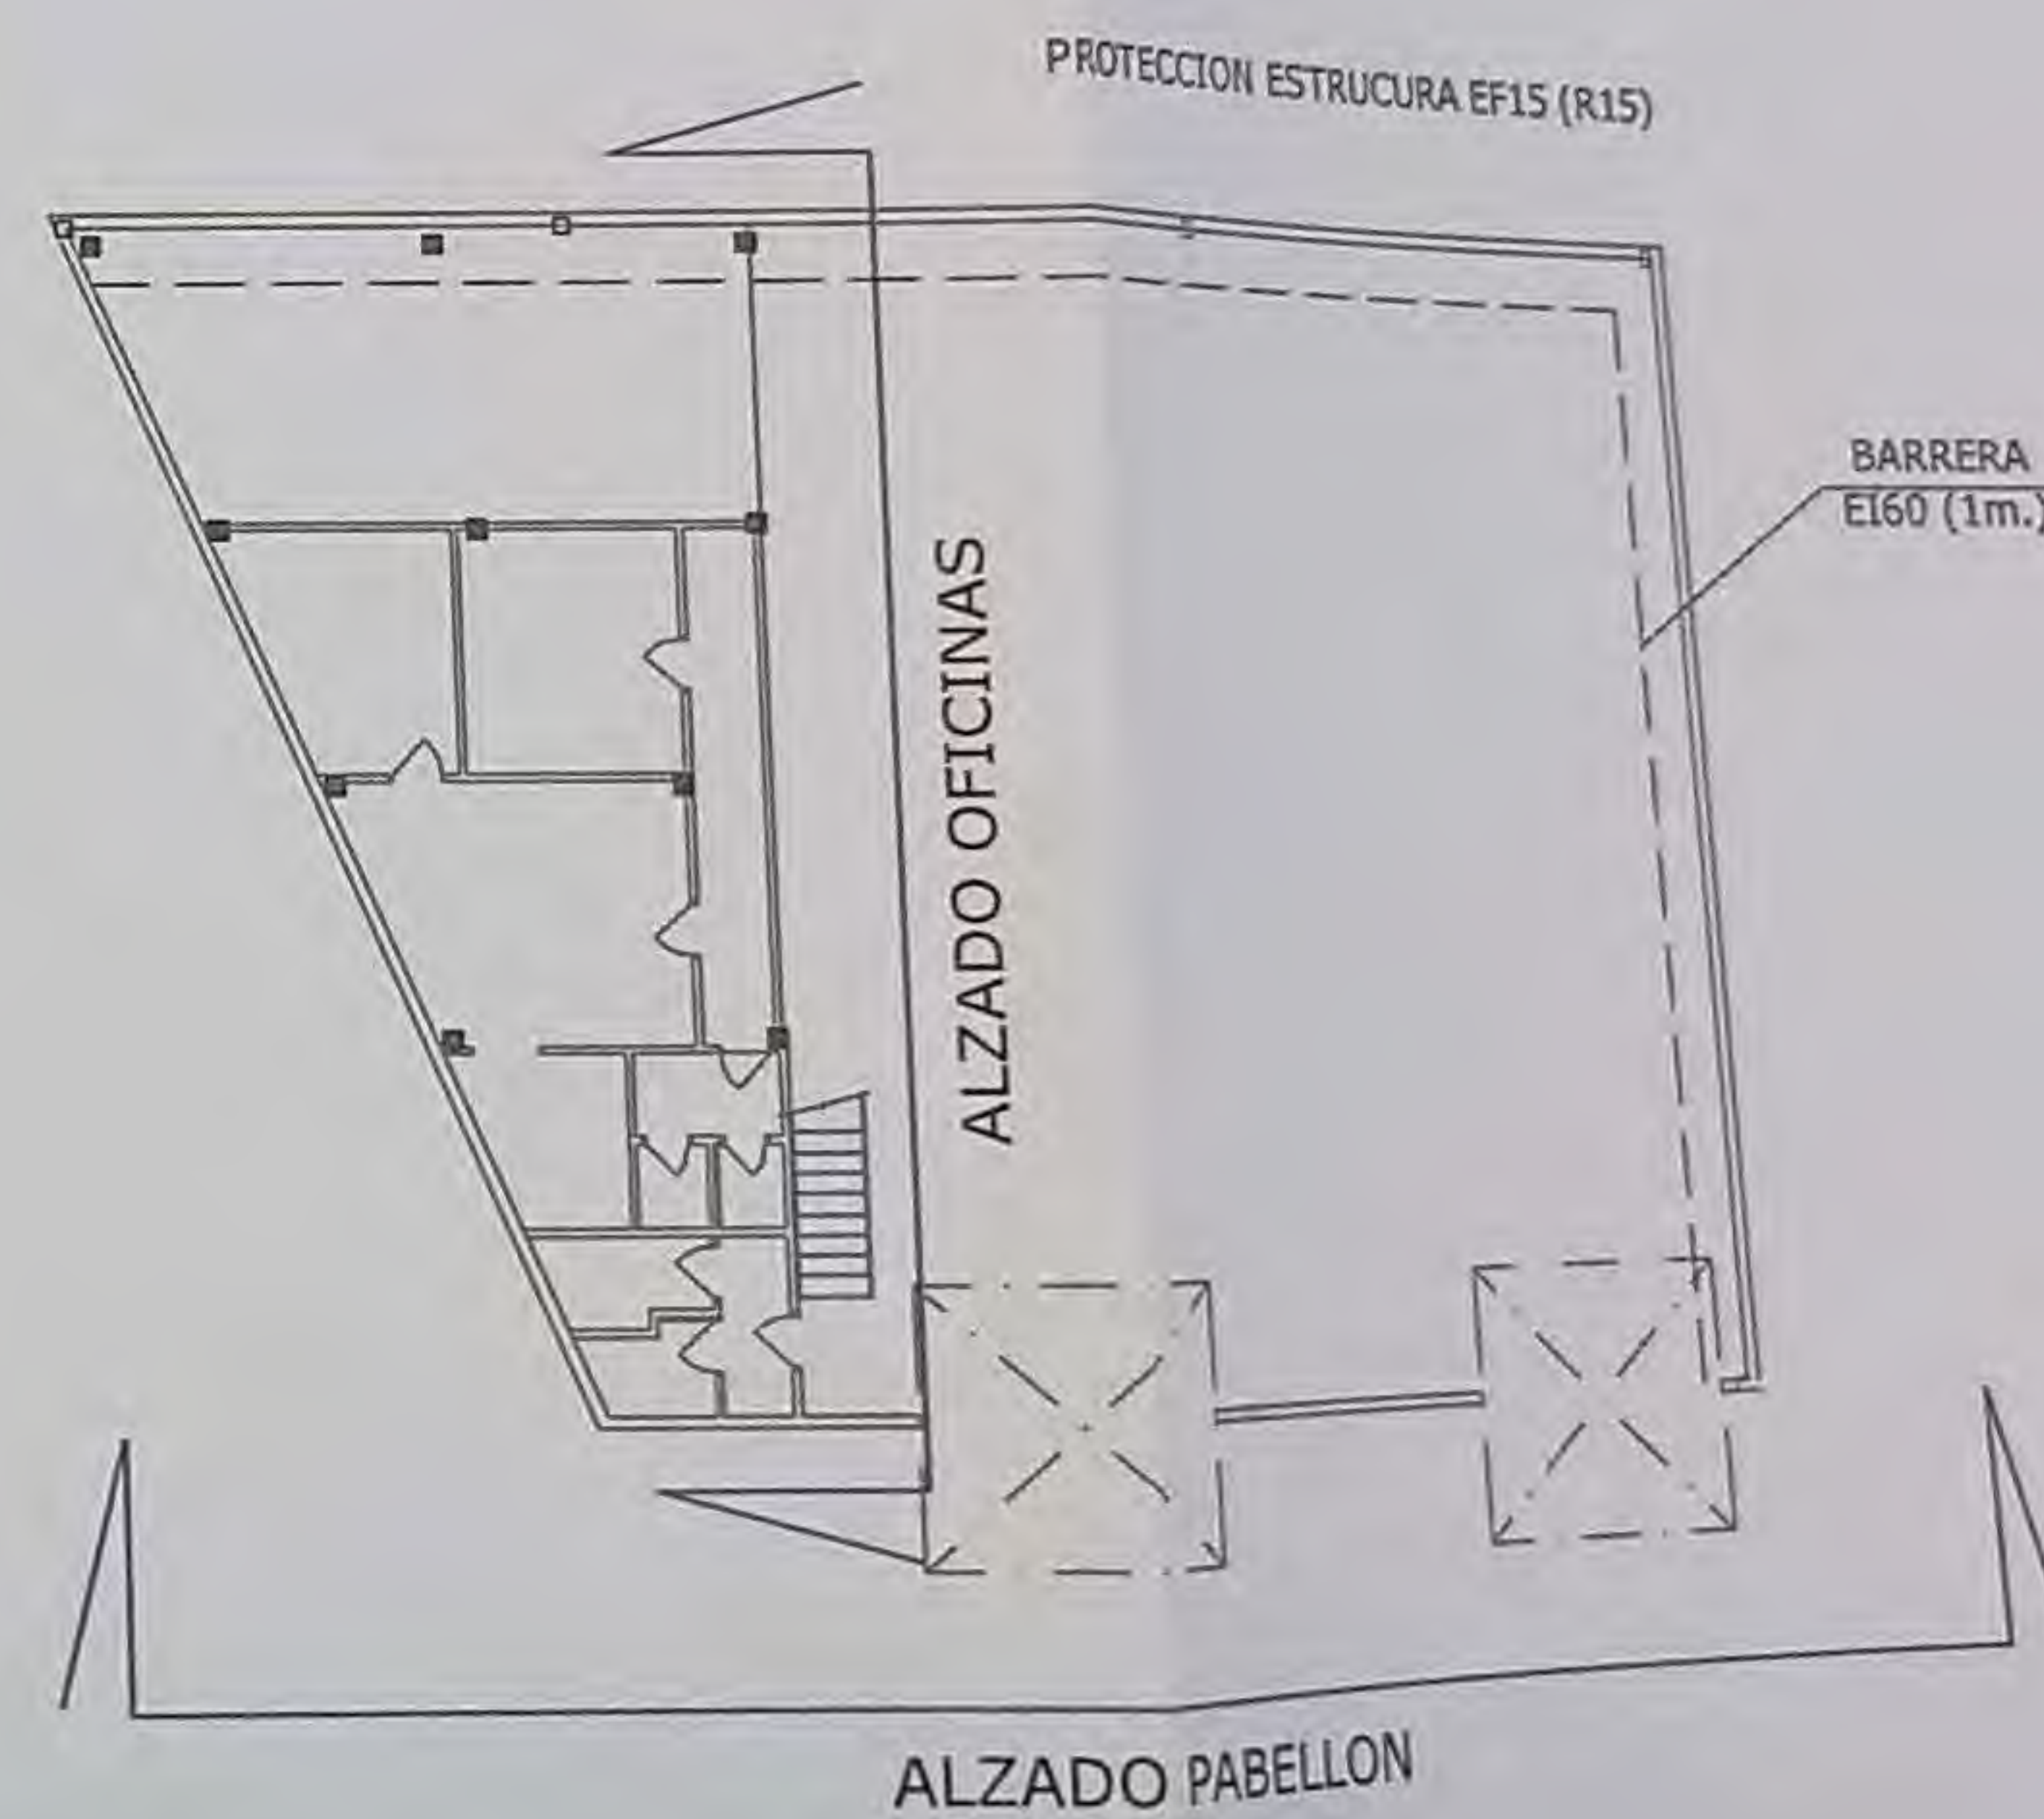 PROTECCION ESTRUCURA EF15 (R15)
BARRERA
EI60 (1m.)
ALZADO OFICINAS
ALZADO PABELLON